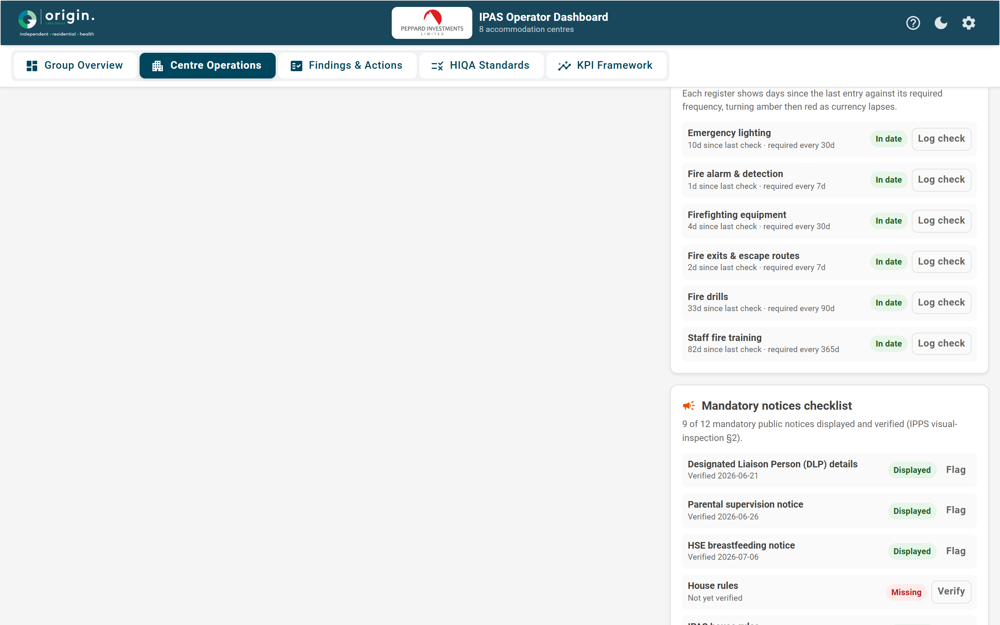 origin.
CARE GROUP
independent • residential • health
PEPPARD INVESTMENTS
LIMITED
IPAS Operator Dashboard
8 accommodation centres
Group Overview
Centre Operations
Findings & Actions
HIQA Standards
KPI Framework
Each register shows days since the last entry against its required
frequency, turning amber then red as currency lapses.
Emergency lighting
10d since last check · required every 30d
In date
Log check
Fire alarm & detection
1d since last check · required every 7d
In date
Log check
Firefighting equipment
4d since last check · required every 30d
In date
Log check
Fire exits & escape routes
2d since last check · required every 7d
In date
Log check
Fire drills
33d since last check · required every 90d
In date
Log check
Staff fire training
82d since last check · required every 365d
In date
Log check
Mandatory notices checklist
9 of 12 mandatory public notices displayed and verified (IPPS visual-
inspection §2).
Designated Liaison Person (DLP) details
Verified 2026-06-21
Displayed
Flag
Parental supervision notice
Verified 2026-06-26
Displayed
Flag
HSE breastfeeding notice
Verified 2026-07-06
Displayed
Flag
House rules
Not yet verified
Missing
Verify